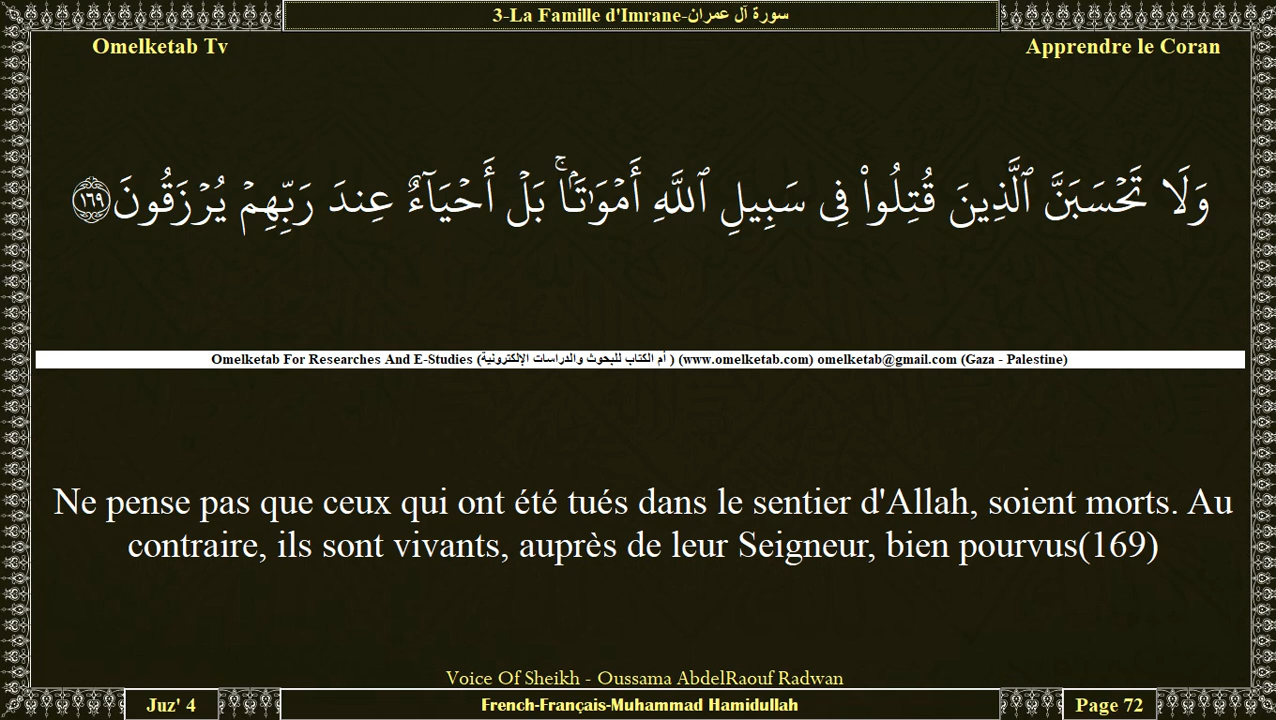 3-La Famille d'Imrane-سورة آل عمران
Omelketab Tv
Apprendre le Coran
وَلَا تَحْسَبَنَّ ٱلَّذِينَ قُتِلُوا۟ فِى سَبِيلِ ٱللَّهِ أَمْوَٰتًۢا ۚ بَلْ أَحْيَآءٌ عِندَ رَبِّهِمْ يُرْزَقُونَ ١٦٩
Omelketab For Researches And E-Studies (أم الكتاب للبحوث والدراسات الإلكترونية ) (www.omelketab.com) omelketab@gmail.com (Gaza - Palestine)
Ne pense pas que ceux qui ont été tués dans le sentier d'Allah, soient morts. Au
contraire, ils sont vivants, auprès de leur Seigneur, bien pourvus(169)
Voice Of Sheikh - Oussama AbdelRaouf Radwan
Juz' 4
French-Français-Muhammad Hamidullah
Page 72